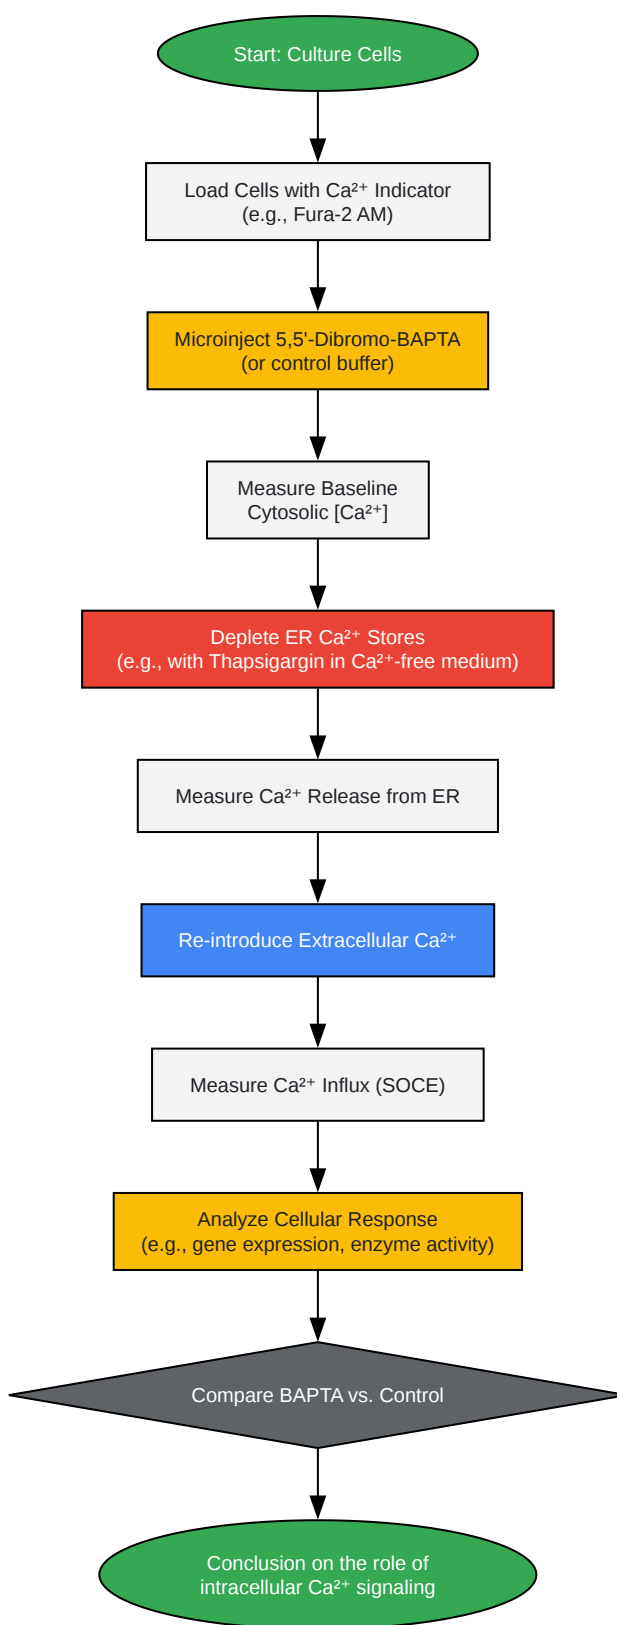 Start: Culture Cells
Load Cells with Ca²⁺ Indicator
(e.g., Fura-2 AM)
Microinject 5,5'-Dibromo-BAPTA
(or control buffer)
Measure Baseline
Cytosolic [Ca²⁺]
Deplete ER Ca²⁺ Stores
(e.g., with Thapsigargin in Ca²⁺-free medium)
Measure Ca²⁺ Release from ER
Re-introduce Extracellular Ca²⁺
Measure Ca²⁺ Influx (SOCE)
Analyze Cellular Response
(e.g., gene expression, enzyme activity)
Compare BAPTA vs. Control
Conclusion on the role of
intracellular Ca²⁺ signaling